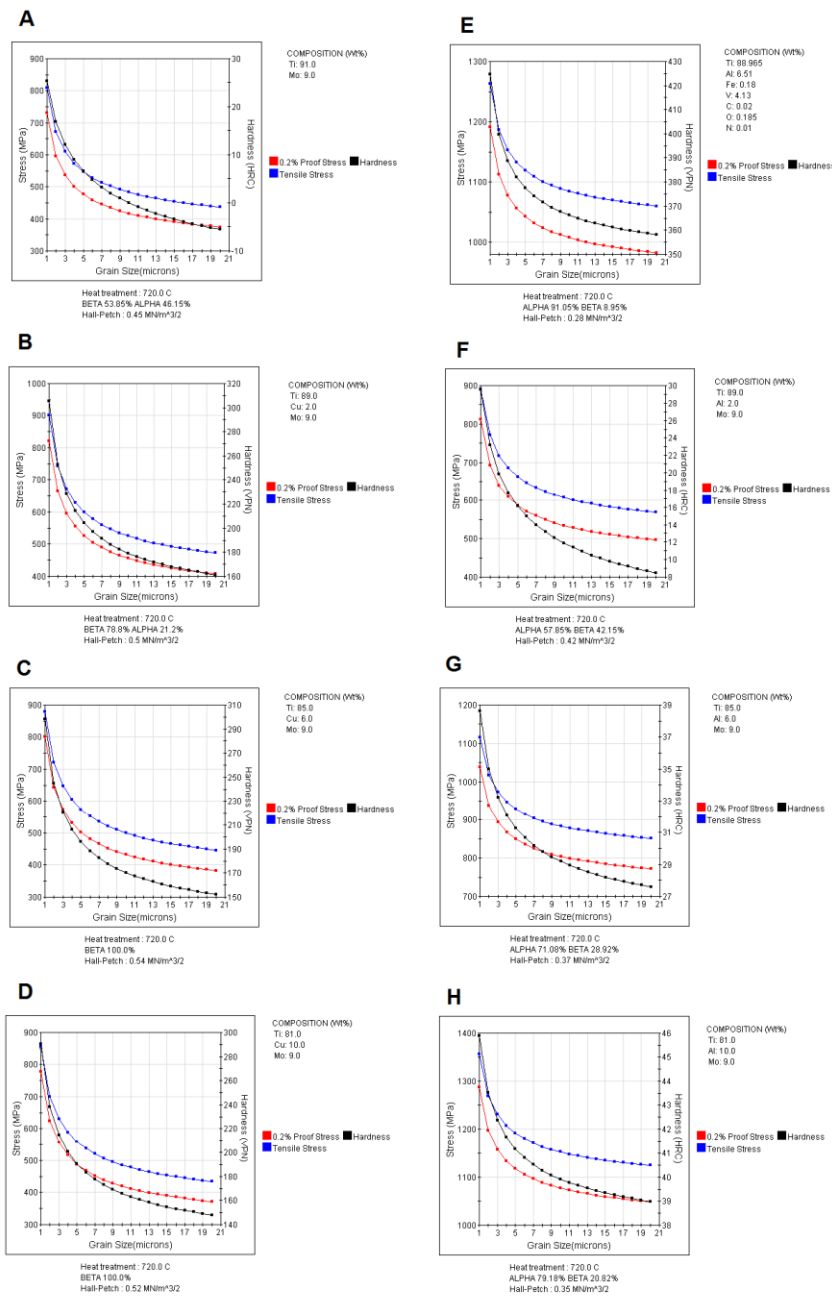 A
900
800
700
600
500
400
300
30
20
10
0
-10
Stress (MPa)
Hardness (HRC)
1 3 5 7 9 11 13 15 17 19 21
Grain Size(microns)
COMPOSITION (Wt%)
Ti: 91.0
Mo: 9.0
0.2% Proof Stress Hardness
Tensile Stress
Heat treatment : 720.0 C
BETA 53.85% ALPHA 46.15%
Hall-Petch : 0.45 MN/m^3/2
B
1000
900
800
700
600
500
400
320
300
280
260
240
220
200
180
160
Stress (MPa)
Hardness (VPN)
1 3 5 7 9 11 13 15 17 19 21
Grain Size(microns)
COMPOSITION (Wt%)
Ti: 89.0
Cu: 2.0
Mo: 9.0
0.2% Proof Stress Hardness
Tensile Stress
Heat treatment : 720.0 C
BETA 78.8% ALPHA 21.2%
Hall-Petch : 0.5 MN/m^3/2
C
900
800
700
600
500
400
300
310
290
270
250
230
210
190
170
150
Stress (MPa)
Hardness (VPN)
1 3 5 7 9 11 13 15 17 19 21
Grain Size(microns)
COMPOSITION (Wt%)
Ti: 85.0
Cu: 6.0
Mo: 9.0
0.2% Proof Stress Hardness
Tensile Stress
Heat treatment : 720.0 C
BETA 100.0%
Hall-Petch : 0.54 MN/m^3/2
D
900
800
700
600
500
400
300
300
280
260
240
220
200
180
160
140
Stress (MPa)
Hardness (VPN)
1 3 5 7 9 11 13 15 17 19 21
Grain Size(microns)
COMPOSITION (Wt%)
Ti: 81.0
Cu: 10.0
Mo: 9.0
0.2% Proof Stress Hardness
Tensile Stress
Heat treatment : 720.0 C
BETA 100.0%
Hall-Petch : 0.52 MN/m^3/2
E
1300
1200
1100
1000
430
420
410
400
390
380
370
360
350
Stress (MPa)
Hardness (VPN)
1 3 5 7 9 11 13 15 17 19 21
Grain Size(microns)
COMPOSITION (Wt%)
Ti: 88.965
Al: 6.51
Fe: 0.18
V: 4.13
C: 0.02
O: 0.185
N: 0.01
0.2% Proof Stress Hardness
Tensile Stress
Heat treatment : 720.0 C
ALPHA 91.05% BETA 8.95%
Hall-Petch : 0.28 MN/m^3/2
F
900
800
700
600
500
400
30
28
26
24
22
20
18
16
14
12
10
8
Stress (MPa)
Hardness (HRC)
1 3 5 7 9 11 13 15 17 19 21
Grain Size(microns)
COMPOSITION (Wt%)
Ti: 89.0
Al: 2.0
Mo: 9.0
0.2% Proof Stress Hardness
Tensile Stress
Heat treatment : 720.0 C
ALPHA 57.85% BETA 42.15%
Hall-Petch : 0.42 MN/m^3/2
G
1200
1100
1000
900
800
700
39
37
35
33
31
29
27
Stress (MPa)
Hardness (HRC)
1 3 5 7 9 11 13 15 17 19 21
Grain Size(microns)
COMPOSITION (Wt%)
Ti: 85.0
Al: 6.0
Mo: 9.0
0.2% Proof Stress Hardness
Tensile Stress
Heat treatment : 720.0 C
ALPHA 71.08% BETA 28.92%
Hall-Petch : 0.37 MN/m^3/2
H
1400
1300
1200
1100
1000
46
45
44
43
42
41
40
39
38
Stress (MPa)
Hardness (HRC)
1 3 5 7 9 11 13 15 17 19 21
Grain Size(microns)
COMPOSITION (Wt%)
Ti: 81.0
Al: 10.0
Mo: 9.0
0.2% Proof Stress Hardness
Tensile Stress
Heat treatment : 720.0 C
ALPHA 79.18% BETA 20.82%
Hall-Petch : 0.35 MN/m^3/2